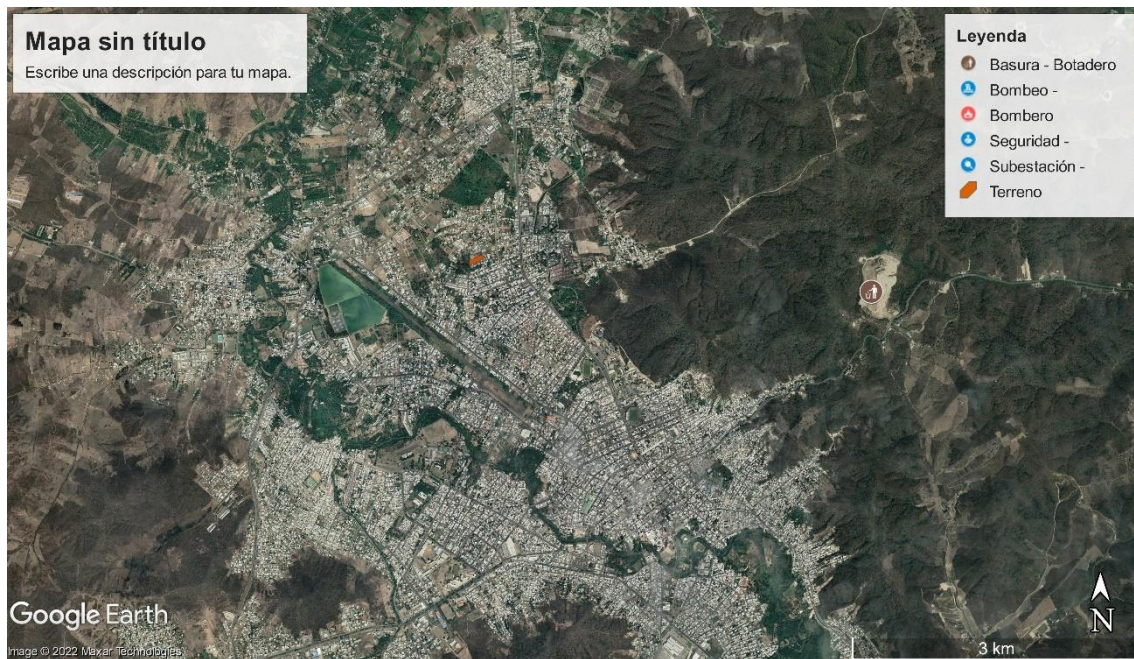 Mapa sin título
Escribe una descripción para tu mapa.
Leyenda
Basura - Botadero
Bombeo -
Bombero
Seguridad -
Subestación -
Terreno
Google Earth
Image © 2022 Maxar Technologies
N
3 km